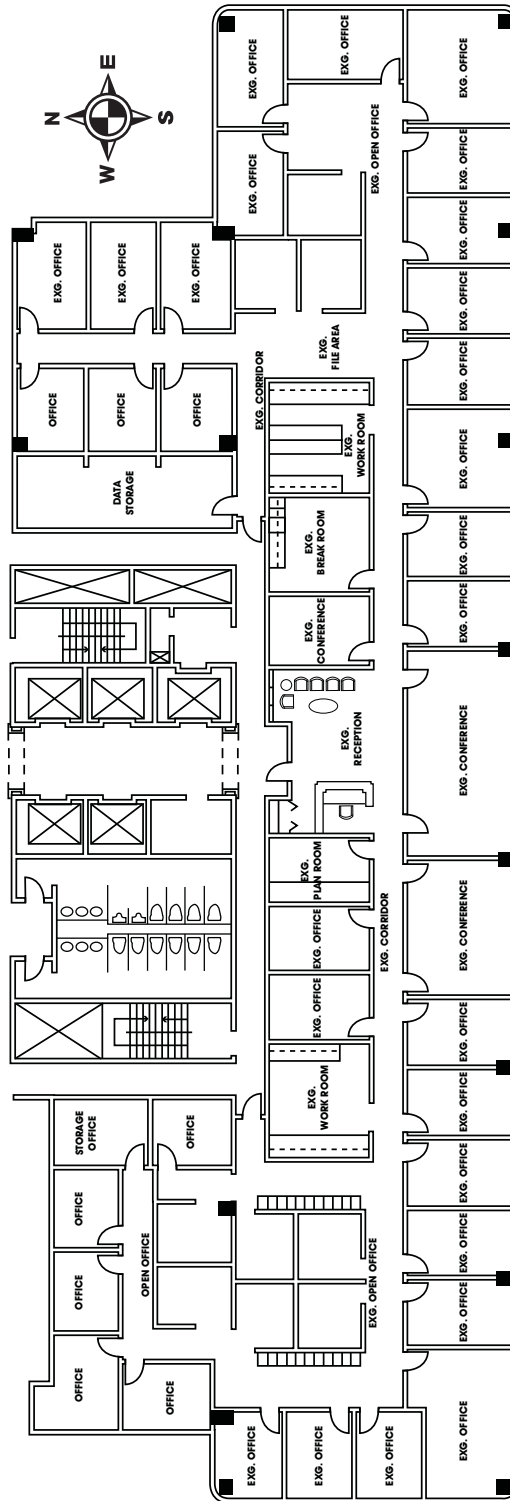 N
W
E
S
OFFICE
OFFICE
OFFICE
STORAGE
OFFICE
OFFICE
EXG. OFFICE
DATA
STORAGE
OFFICE
EXG. OFFICE
OPEN OFFICE
OFFICE
OFFICE
OFFICE
EXG. OFFICE
EXG. OFFICE
EXG. CORRIDOR
EXG. OFFICE
EXG. OFFICE
EXG. OFFICE
EXG.
WORK ROOM
EXG. OFFICE
EXG. OFFICE
EXG.
PLAN ROOM
EXG.
RECEPTION
EXG.
CONFERENCE
EXG.
BREAK ROOM
EXG.
WORK ROOM
EXG.
FILE AREA
EXG. OFFICE
EXG. OFFICE
EXG. OPEN OFFICE
EXG. CORRIDOR
EXG. OPEN OFFICE
EXG. OFFICE
EXG. OFFICE
EXG. OFFICE
EXG. OFFICE
EXG. OFFICE
EXG. OFFICE
EXG. CONFERENCE
EXG. CONFERENCE
EXG. OFFICE
EXG. OFFICE
EXG. OFFICE
EXG. OFFICE
EXG. OFFICE
EXG. OFFICE
EXG. OFFICE
EXG. OFFICE